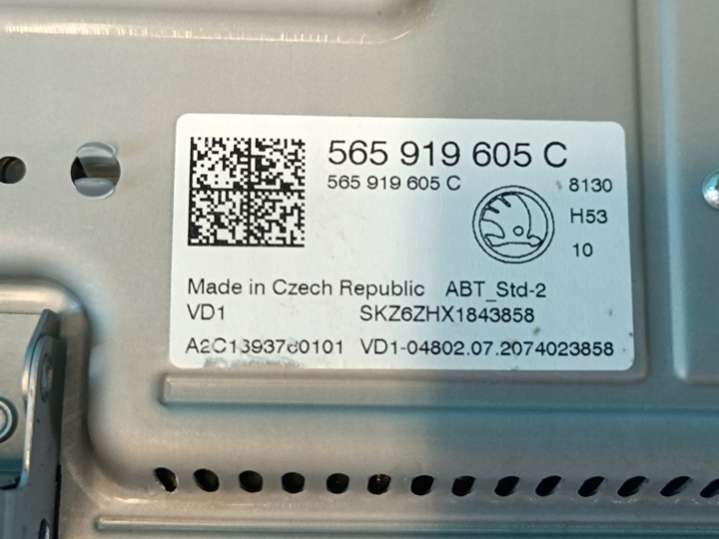 565 919 605 C
565 919 605 C 8130
H53
10
Made in Czech Republic ABT_Std-2
VD1 SKZ6ZHX1843858
VD1-04802.07.2074023858